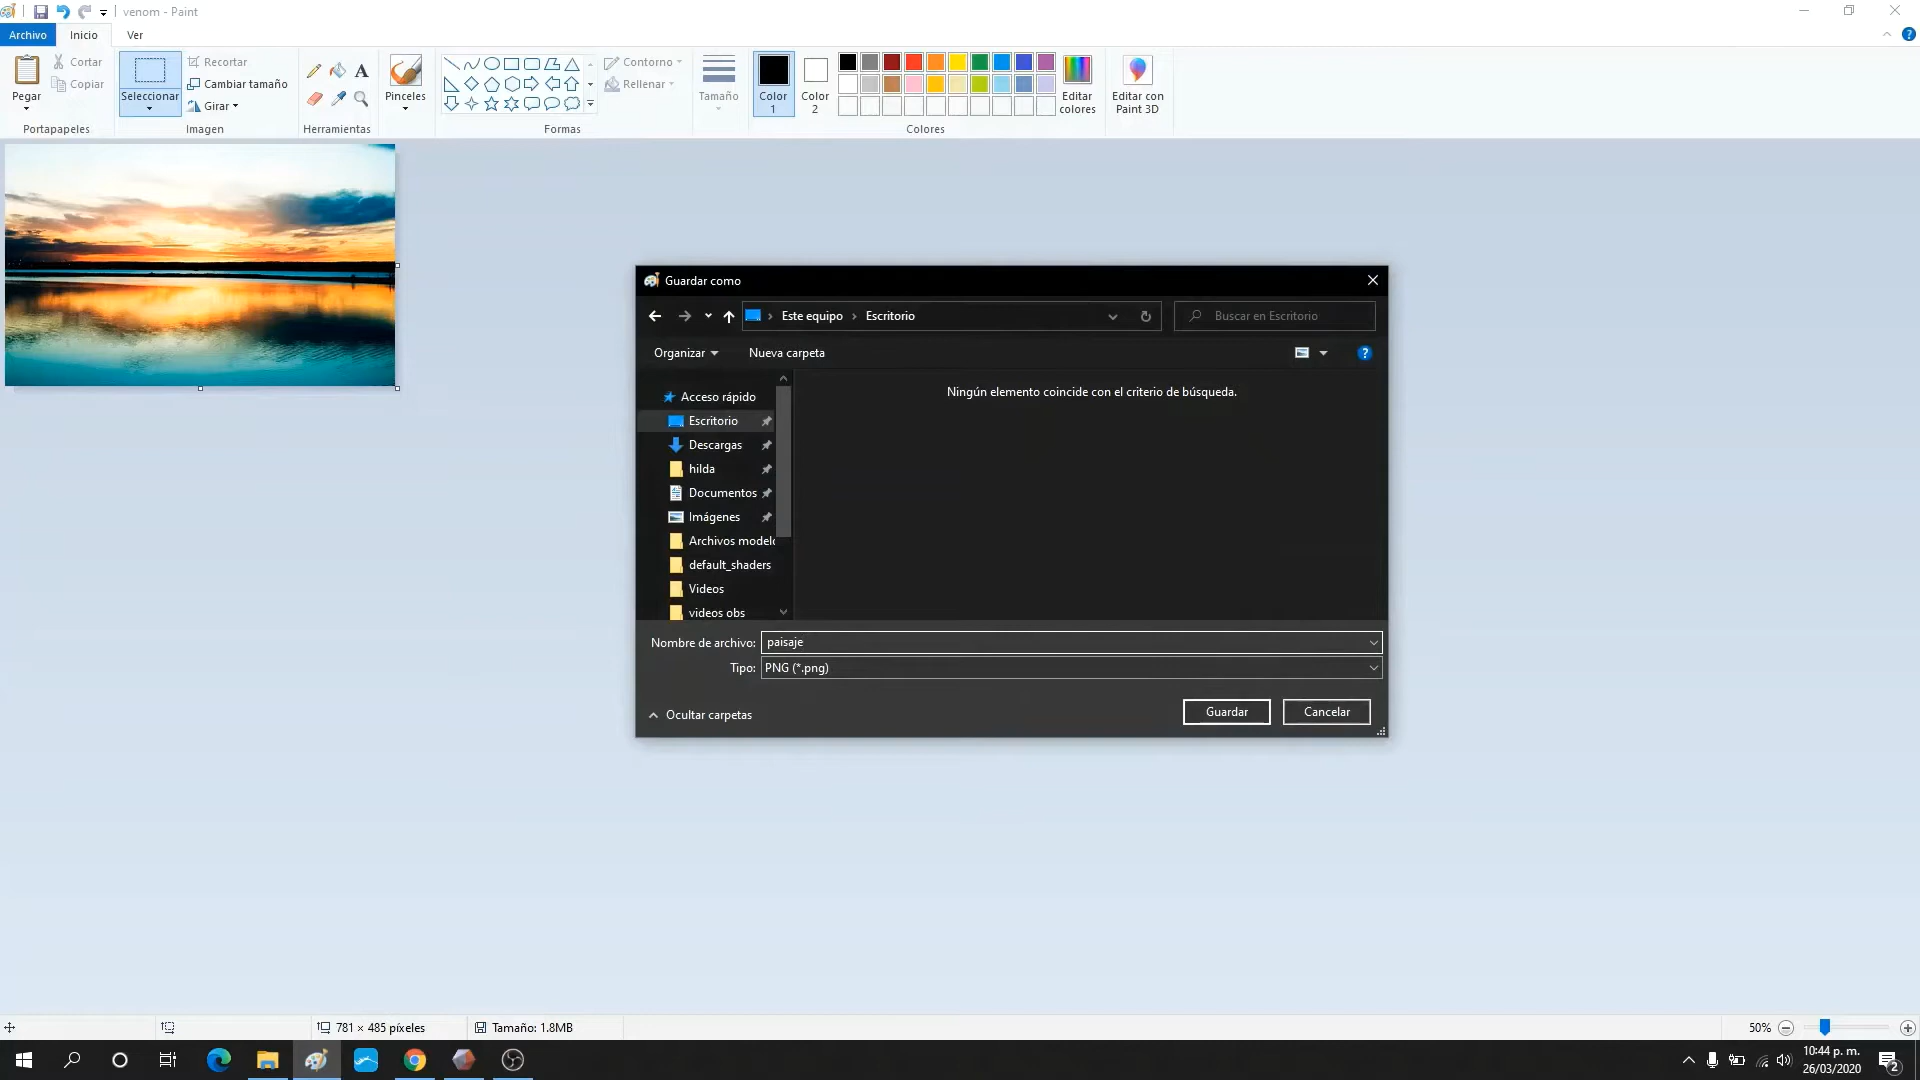 venom - Paint
Archivo
Inicio
Ver
Pegar
Cortar
Copiar
Portapapeles
Seleccionar
Recortar
Cambiar tamaño
Girar
Imagen
A
Herramientas
Pinceles
Contorno
Rellenar
Formas
Tamaño
Color
1
Color
2
Editar
colores
Colores
Editar con
Paint 3D
Guardar como
Este equipo
Escritorio
Buscar en Escritorio
Organizar
Nueva carpeta
?
Acceso rápido
Escritorio
Descargas
hilda
Documentos
Imágenes
Archivos modelo
default_shaders
Videos
videos obs
Ningún elemento coincide con el criterio de búsqueda.
Nombre de archivo: paisaje
Tipo: PNG (*.png)
Ocultar carpetas
Guardar
Cancelar
781 × 485 píxeles
Tamaño: 1.8MB
50%
10:44 p. m.
26/03/2020
2